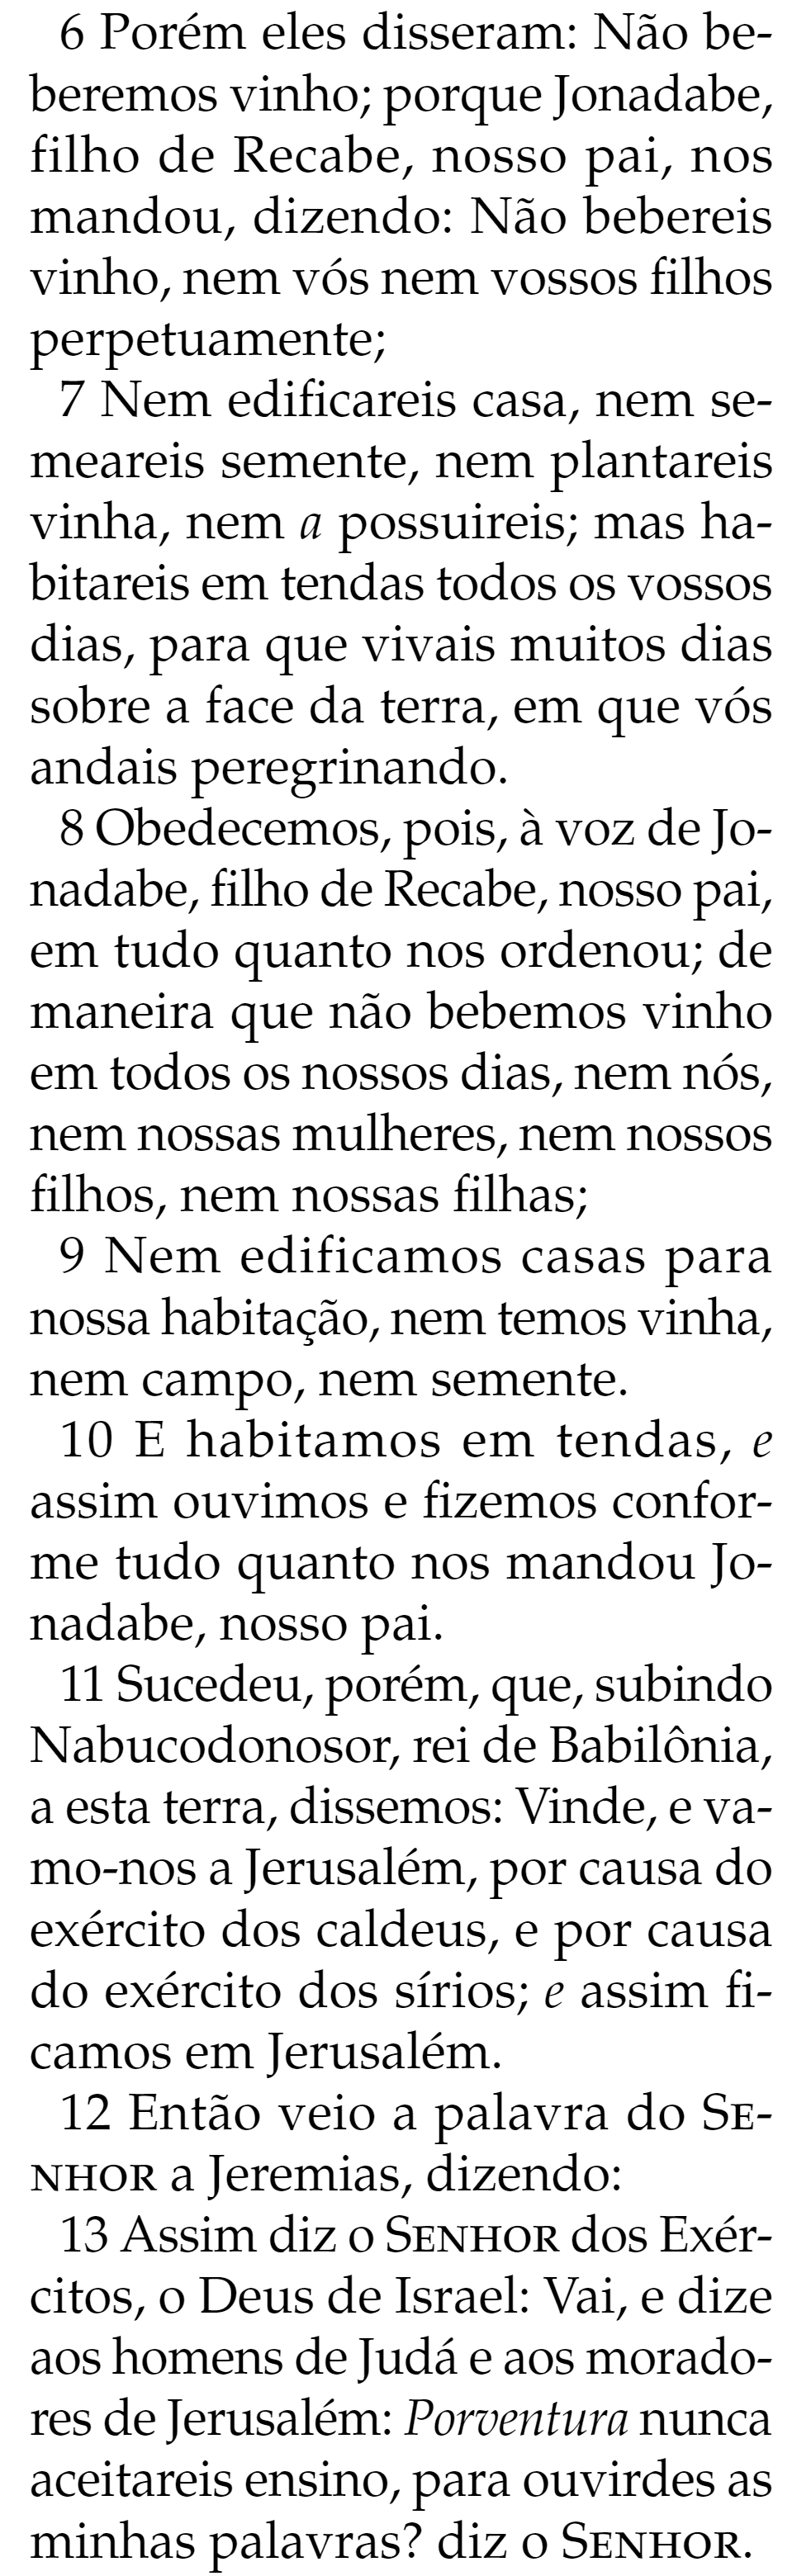 6 Porém eles disseram: Não be-
beremos vinho; porque Jonadabe,
filho de Recabe, nosso pai, nos
mandou, dizendo: Não bebereis
vinho, nem vós nem vossos filhos
perpetuamente;
7 Nem edificareis casa, nem se-
meareis semente, nem plantareis
vinha, nem a possuireis; mas ha-
bitareis em tendas todos os vossos
dias, para que vivais muitos dias
sobre a face da terra, em que vós
andais peregrinando.
8 Obedecemos, pois, à voz de Jo-
nadabe, filho de Recabe, nosso pai,
em tudo quanto nos ordenou; de
maneira que não bebemos vinho
em todos os nossos dias, nem nós,
nem nossas mulheres, nem nossos
filhos, nem nossas filhas;
9 Nem edificamos casas para
nossa habitação, nem temos vinha,
nem campo, nem semente.
10 E habitamos em tendas, e
assim ouvimos e fizemos confor-
me tudo quanto nos mandou Jo-
nadabe, nosso pai.
11 Sucedeu, porém, que, subindo
Nabucodonosor, rei de Babilônia,
a esta terra, dissemos: Vinde, e va-
mo-nos a Jerusalém, por causa do
exército dos caldeus, e por causa
do exército dos sírios; e assim fi-
camos em Jerusalém.
12 Então veio a palavra do SE-
NHOR a Jeremias, dizendo:
13 Assim diz o SENHOR dos Exér-
citos, o Deus de Israel: Vai, e dize
aos homens de Judá e aos morado-
res de Jerusalém: Porventura nunca
aceitareis ensino, para ouvirdes as
minhas palavras? diz o SENHOR.